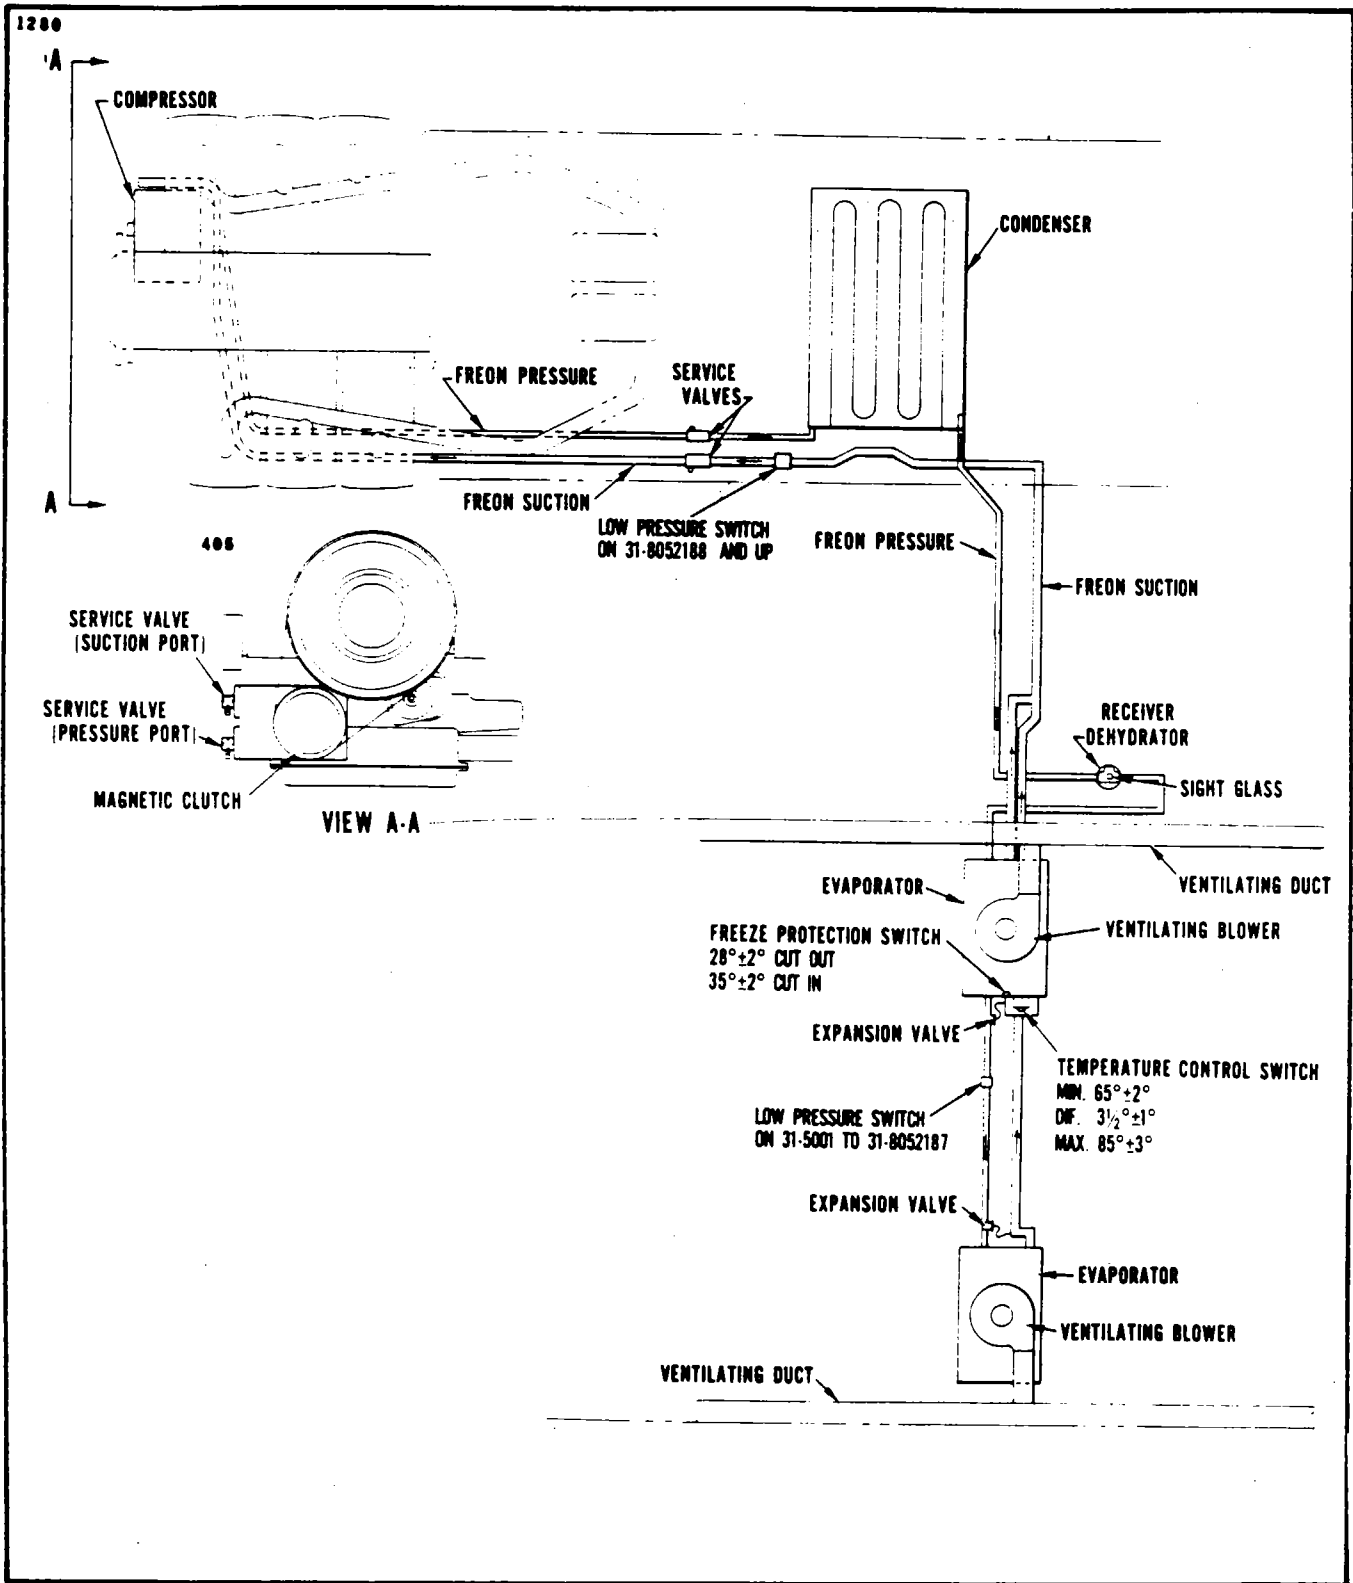 1280
A
COMPRESSOR
CONDENSER
FREON PRESSURE
SERVICE
VALVES
A
FREON SUCTION
LOW PRESSURE SWITCH
ON 31-8052188 AND UP
FREON PRESSURE
405
FREON SUCTION
SERVICE VALVE
(SUCTION PORT)
SERVICE VALVE
(PRESSURE PORT)
RECEIVER
DEHYDRATOR
SIGHT GLASS
MAGNETIC CLUTCH
VIEW A-A
EVAPORATOR
VENTILATING DUCT
FREEZE PROTECTION SWITCH
28°±2° CUT OUT
35°±2° CUT IN
VENTILATING BLOWER
EXPANSION VALVE
TEMPERATURE CONTROL SWITCH
MIN. 65°±2°
DIF. 3½°±1°
MAX. 85°±3°
LOW PRESSURE SWITCH
ON 31-5001 TO 31-8052187
EXPANSION VALVE
EVAPORATOR
VENTILATING BLOWER
VENTILATING DUCT